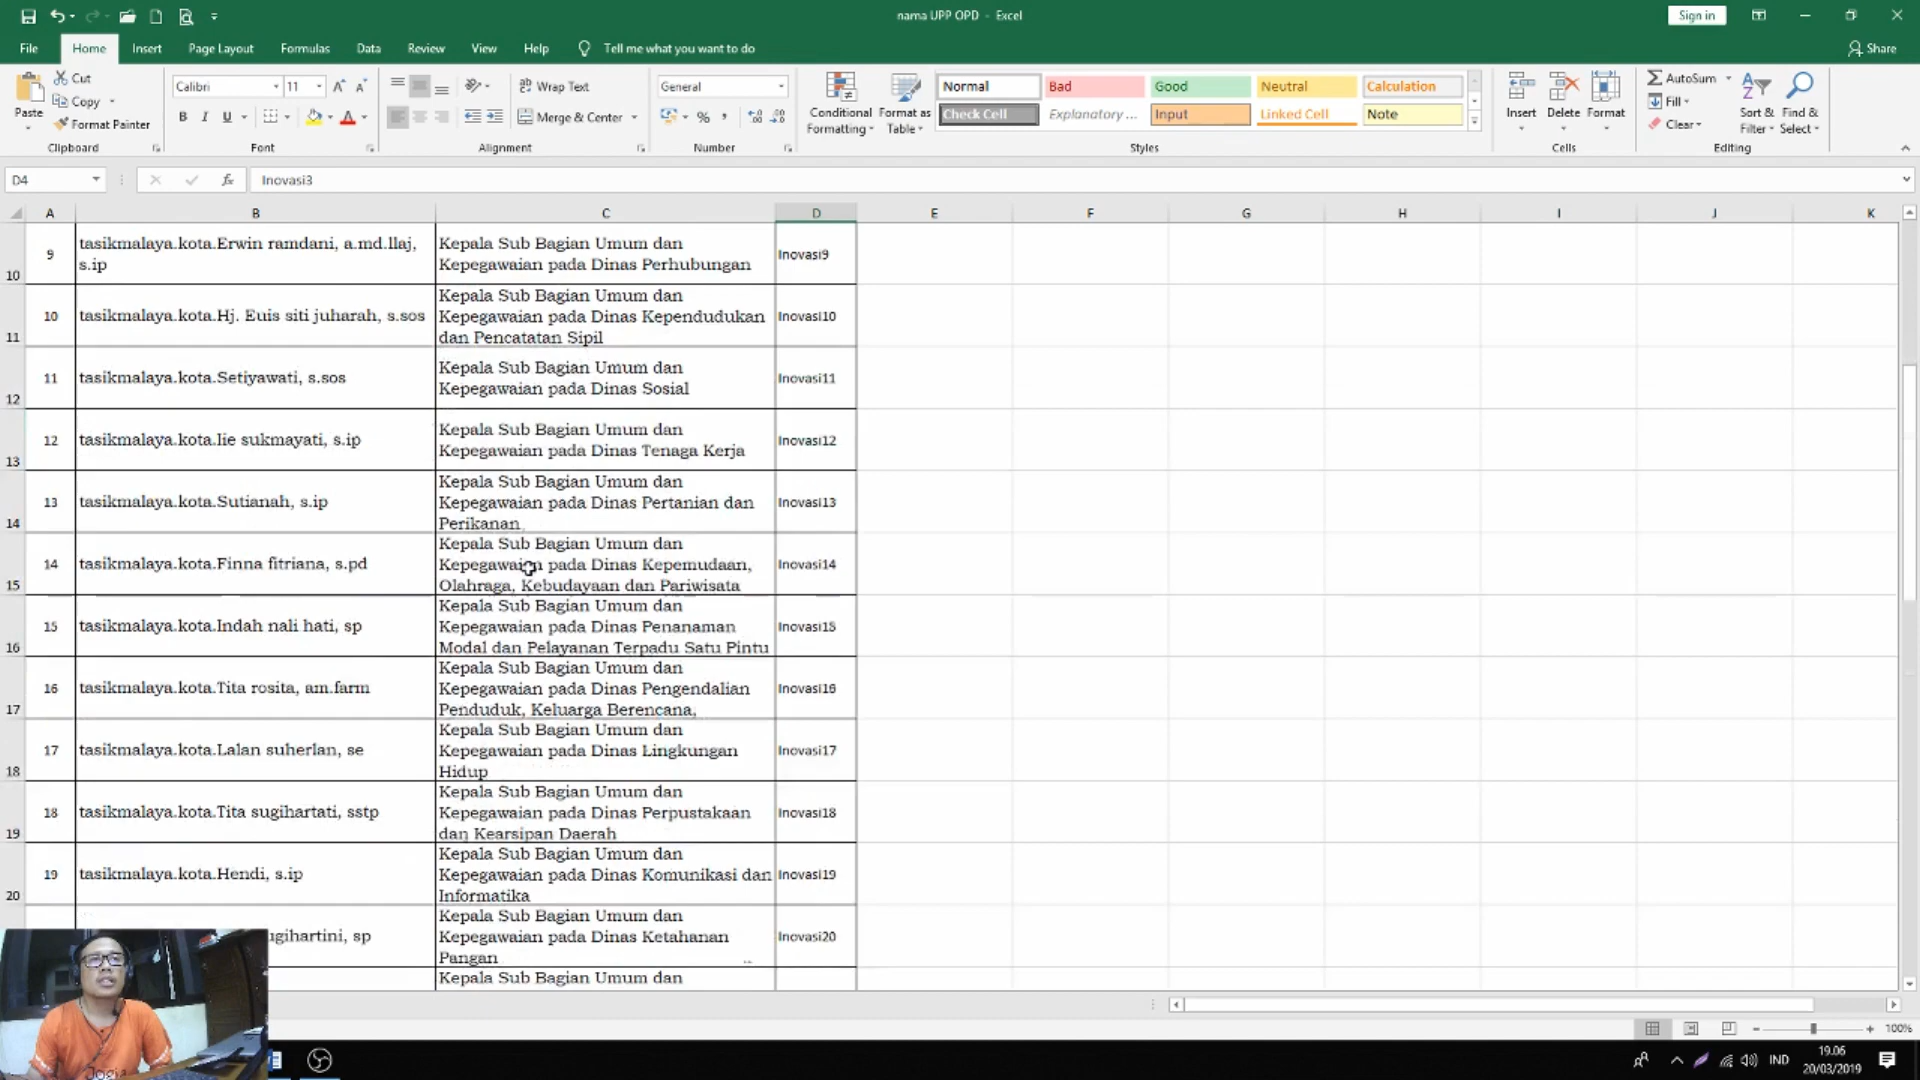 nama UPP OPD - Excel
Sign in
File Home Insert Page Layout Formulas Data Review View Help Tell me what you want to do Share
Paste
Cut
Copy
Format Painter
Clipboard
Calibri 11
B I U
Font
Wrap Text
Merge & Center
Alignment
General
%
Number
Conditional Formatting
Format as Table
Normal Bad Good Neutral Calculation
Check Cell Explanatory ... Input Linked Cell Note
Styles
Insert Delete Format
Cells
AutoSum
Fill
Clear
Sort & Filter
Find & Select
Editing
D4 fx Inovasi3
A B C D E F G H I J K
10 9 tasikmalaya.kota.Erwin ramdani, a.md.llaj,
s.ip
Kepala Sub Bagian Umum dan
Kepegawaian pada Dinas Perhubungan
Inovasi9
11 10 tasikmalaya.kota.Hj. Euis siti juharah, s.sos
Kepala Sub Bagian Umum dan
Kepegawaian pada Dinas Kependudukan
dan Pencatatan Sipil
Inovasi10
12 11 tasikmalaya.kota.Setiyawati, s.sos
Kepala Sub Bagian Umum dan
Kepegawaian pada Dinas Sosial
Inovasi11
13 12 tasikmalaya.kota.Iie sukmayati, s.ip
Kepala Sub Bagian Umum dan
Kepegawaian pada Dinas Tenaga Kerja
Inovasi12
14 13 tasikmalaya.kota.Sutianah, s.ip
Kepala Sub Bagian Umum dan
Kepegawaian pada Dinas Pertanian dan
Perikanan
Inovasi13
15 14 tasikmalaya.kota.Finna fitriana, s.pd
Kepala Sub Bagian Umum dan
Kepegawaian pada Dinas Kepemudaan,
Olahraga, Kebudayaan dan Pariwisata
Inovasi14
16 15 tasikmalaya.kota.Indah nali hati, sp
Kepala Sub Bagian Umum dan
Kepegawaian pada Dinas Penanaman
Modal dan Pelayanan Terpadu Satu Pintu
Inovasi15
17 16 tasikmalaya.kota.Tita rosita, am.farm
Kepala Sub Bagian Umum dan
Kepegawaian pada Dinas Pengendalian
Penduduk, Keluarga Berencana,
Inovasi16
18 17 tasikmalaya.kota.Lalan suherlan, se
Kepala Sub Bagian Umum dan
Kepegawaian pada Dinas Lingkungan
Hidup
Inovasi17
19 18 tasikmalaya.kota.Tita sugihartati, sstp
Kepala Sub Bagian Umum dan
Kepegawaian pada Dinas Perpustakaan
dan Kearsipan Daerah
Inovasi18
20 19 tasikmalaya.kota.Hendi, s.ip
Kepala Sub Bagian Umum dan
Kepegawaian pada Dinas Komunikasi dan
Informatika
Inovasi19
ugihartini, sp
Kepala Sub Bagian Umum dan
Kepegawaian pada Dinas Ketahanan
Pangan
Inovasi20
Kepala Sub Bagian Umum dan
100%
IND
19.06
20/03/2019